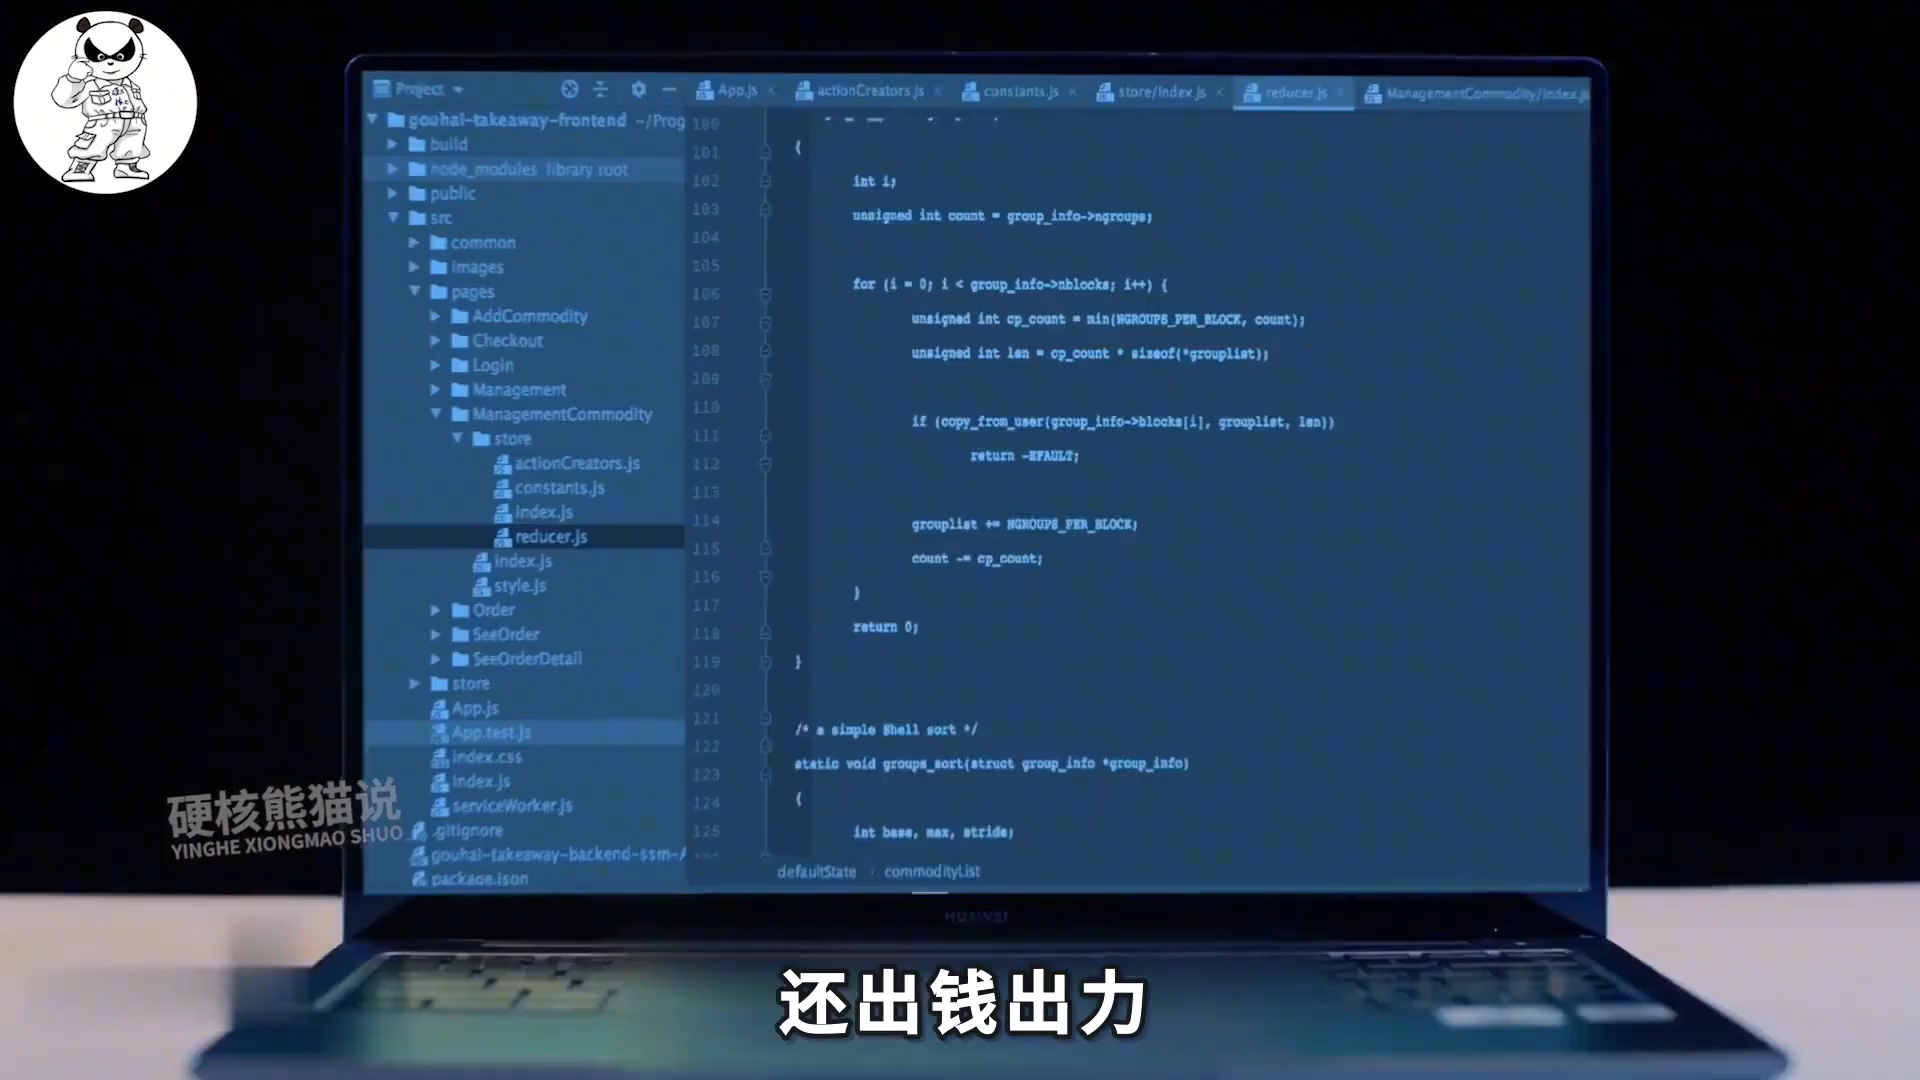 Project
App.js
actionCreators.js
constants.js
store/index.js
reducer.js
ManagementCommodity/index.js
gouhai-takeaway-frontend ~/Prog
build
node_modules library root
public
src
common
images
pages
AddCommodity
Checkout
Login
Management
ManagementCommodity
store
actionCreators.js
constants.js
index.js
reducer.js
index.js
style.js
Order
SeeOrder
SeeOrderDetail
store
App.js
App.test.js
index.css
index.js
serviceWorker.js
.gitignore
gouhai-takeaway-backend-ssm-
package.json
100
101
102
103
104
105
106
107
108
109
110
111
112
113
114
115
116
117
118
119
120
121
122
123
124
125
{
int i;
unsigned int count = group_info->ngroups;
for (i = 0; i < group_info->nblocks; i++) {
unsigned int cp_count = min(NGROUPS_PER_BLOCK, count);
unsigned int len = cp_count * sizeof(*grouplist);
if (copy_from_user(group_info->blocks[i], grouplist, len))
return -EFAULT;
grouplist += NGROUPS_PER_BLOCK;
count -= cp_count;
}
return 0;
}
/* a simple Shell sort */
static void groups_sort(struct group_info *group_info)
{
int base, max, stride;
defaultState
commodityList
HUAWEI
硬核熊猫说
YINGHE XIONGMAO SHUO
还出钱出力